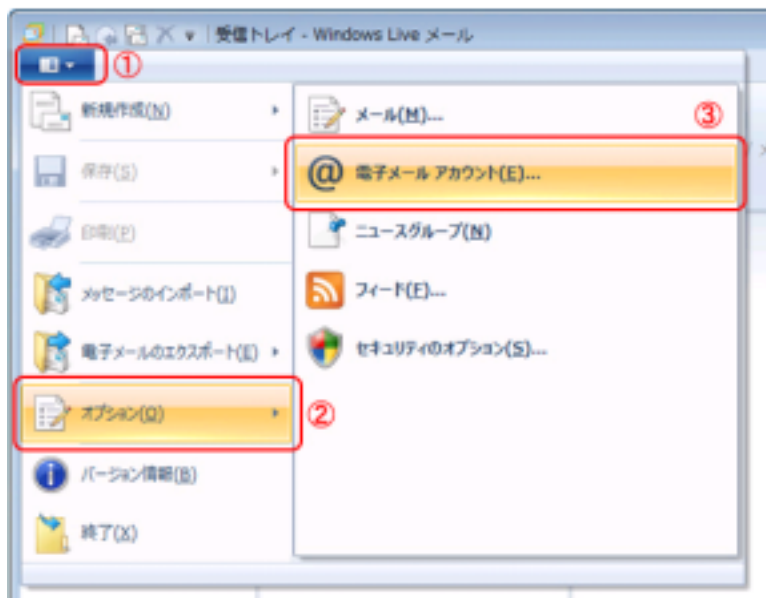 受信トレイ - Windows Live メール
①
新規作成(N)
保存(S)
印刷(P)
メッセージのインポート(I)
電子メールのエクスポート(E)
オプション(O)
②
バージョン情報(B)
終了(X)
メール(M)...
③
電子メール アカウント(E)...
ニュースグループ(N)
フィード(F)...
セキュリティのオプション(S)...